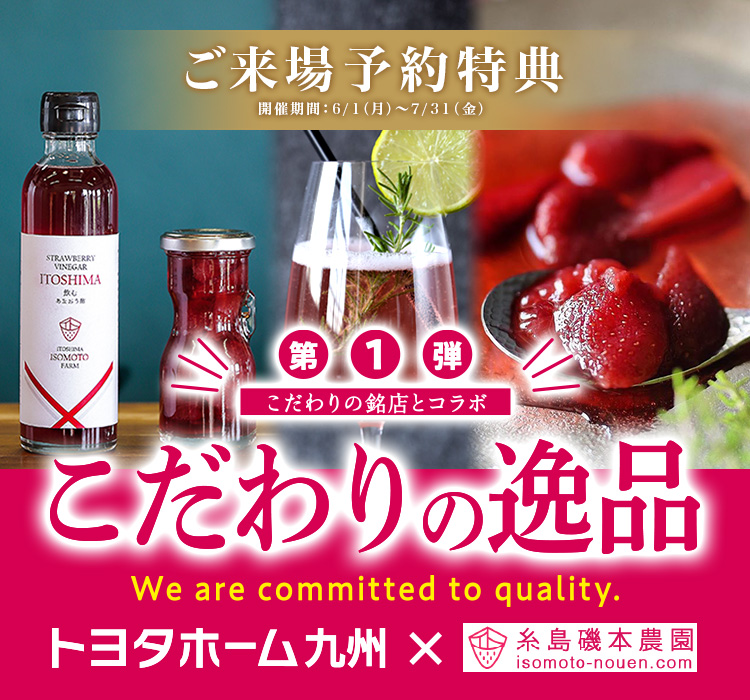 ご来場予約特典
開催期間：6/1（月）～7/31（金）
STRAWBERRY
VINEGAR
ITOSHIMA
飲む
あまおう酢
ITOSHIMA
ISOMOTO
FARM
第1弾
こだわりの銘店とコラボ
こだわりの逸品
We are committed to quality.
トヨタホーム九州 × 糸島磯本農園
isomoto-nouen.com